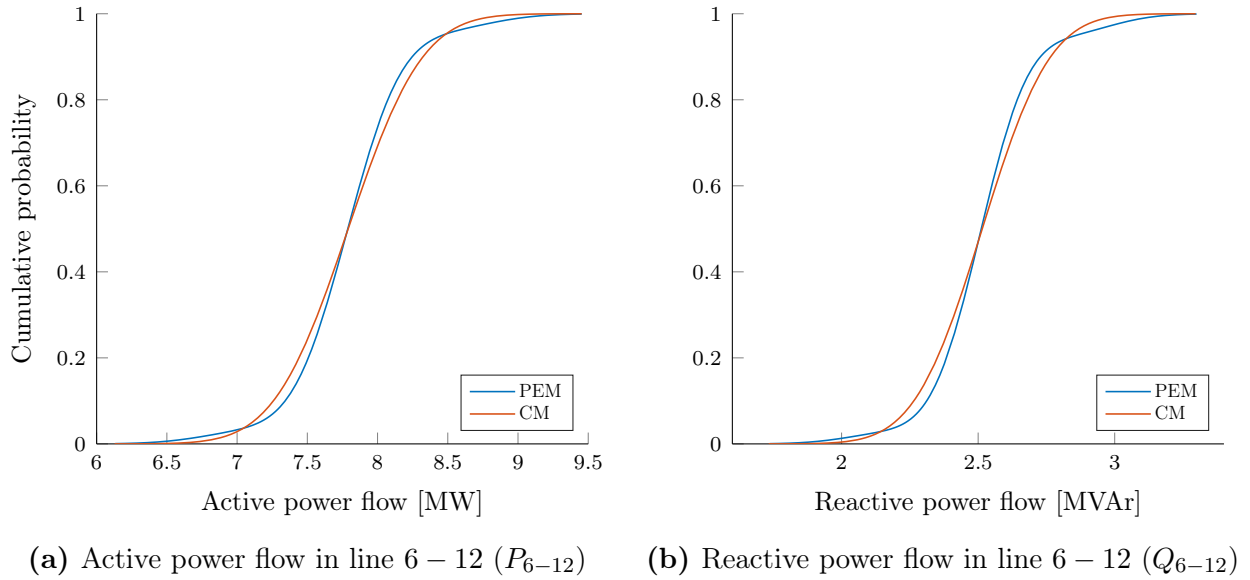 Cumulative probability
1
0.8
0.6
0.4
0.2
0
6 6.5 7 7.5 8 8.5 9 9.5
PEM
CM
Active power flow [MW]
(a) Active power flow in line 6 − 12 (P6−12)
1
0.8
0.6
0.4
0.2
0
2 2.5 3
PEM
CM
Reactive power flow [MVAr]
(b) Reactive power flow in line 6 − 12 (Q6−12)